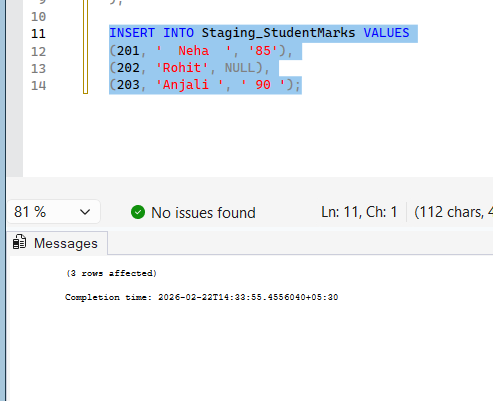 9 );
10
11 INSERT INTO Staging_StudentMarks VALUES
12 (201, '  Neha  ', '85'),
13 (202, 'Rohit', NULL),
14 (203, 'Anjali ', ' 90 ');
81 % No issues found Ln: 11, Ch: 1 (112 chars, 4
Messages
(3 rows affected)
Completion time: 2026-02-22T14:33:55.4556040+05:30